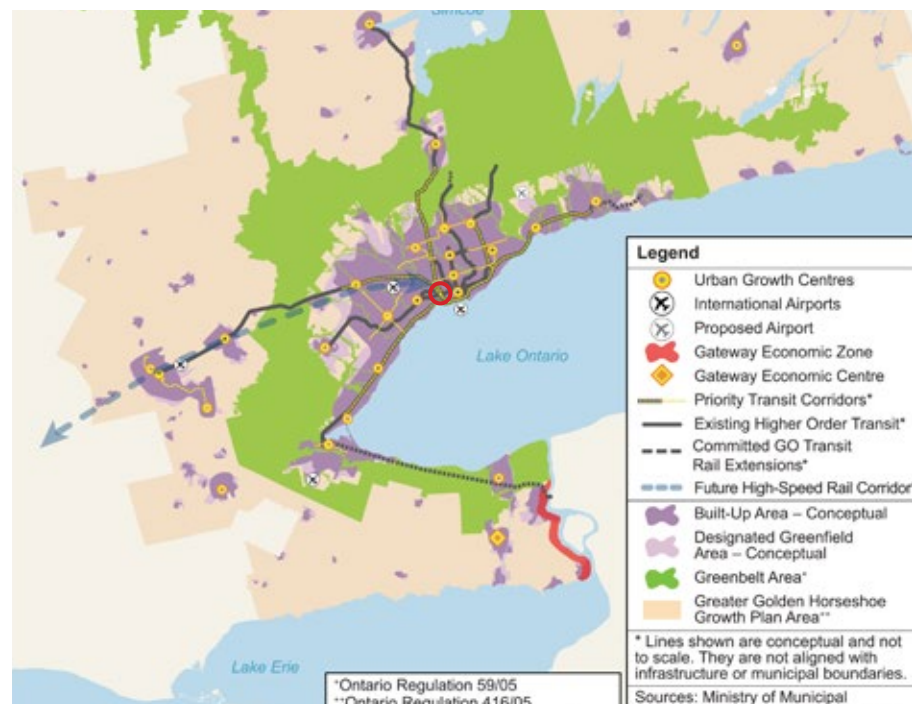 Simcoe
Lake Ontario
Lake Erie
Legend
Urban Growth Centres
International Airports
Proposed Airport
Gateway Economic Zone
Gateway Economic Centre
Priority Transit Corridors*
Existing Higher Order Transit*
Committed GO Transit
Rail Extensions*
Future High-Speed Rail Corridor
Built-Up Area – Conceptual
Designated Greenfield
Area – Conceptual
Greenbelt Area⁺
Greater Golden Horseshoe
Growth Plan Area⁺⁺
* Lines shown are conceptual and not
to scale. They are not aligned with
infrastructure or municipal boundaries.
Sources: Ministry of Municipal
⁺Ontario Regulation 59/05
⁺⁺Ontario Regulation 416/05